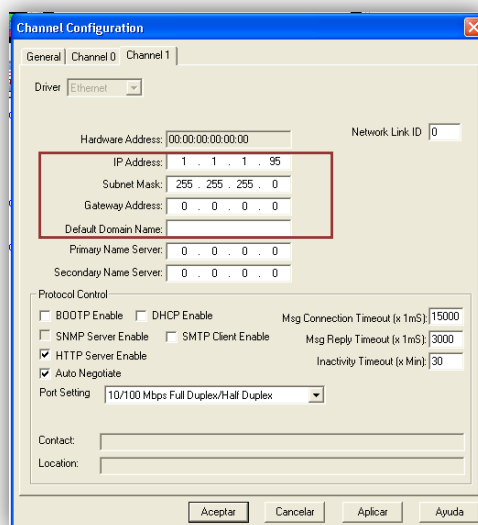 Channel Configuration
General Channel 0 Channel 1
Driver Ethernet
Hardware Address: 00:00:00:00:00:00 Network Link ID 0
IP Address: 1 . 1 . 1 . 95
Subnet Mask: 255 . 255 . 255 . 0
Gateway Address: 0 . 0 . 0 . 0
Default Domain Name:
Primary Name Server: 0 . 0 . 0 . 0
Secondary Name Server: 0 . 0 . 0 . 0
Protocol Control
BOOTP Enable DHCP Enable Msg Connection Timeout (x 1mS): 15000
SNMP Server Enable SMTP Client Enable Msg Reply Timeout (x 1mS): 3000
HTTP Server Enable Inactivity Timeout (x Min): 30
Auto Negotiate
Port Setting 10/100 Mbps Full Duplex/Half Duplex
Contact:
Location:
Aceptar Cancelar Aplicar Ayuda